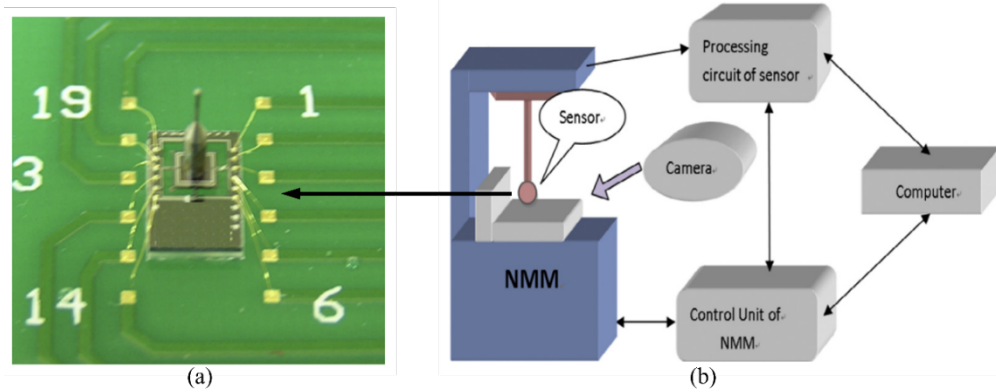 19
1
3
14
6
(a)
Processing
circuit of sensor
Sensor
Camera
Computer
NMM
Control Unit of
NMM
(b)